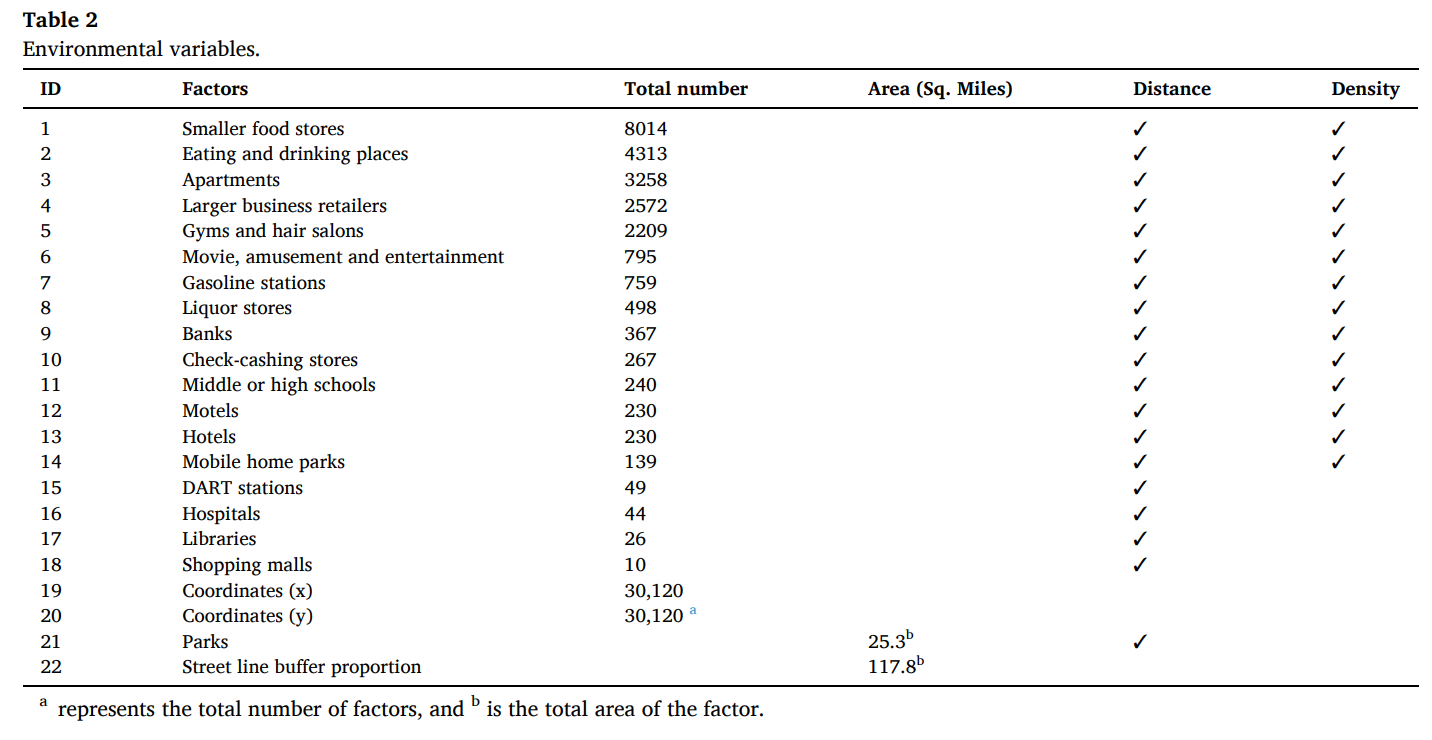 Table 2
Environmental variables.
ID Factors Total number Area (Sq. Miles) Distance Density
1 Smaller food stores 8014 ✓ ✓
2 Eating and drinking places 4313 ✓ ✓
3 Apartments 3258 ✓ ✓
4 Larger business retailers 2572 ✓ ✓
5 Gyms and hair salons 2209 ✓ ✓
6 Movie, amusement and entertainment 795 ✓ ✓
7 Gasoline stations 759 ✓ ✓
8 Liquor stores 498 ✓ ✓
9 Banks 367 ✓ ✓
10 Check-cashing stores 267 ✓ ✓
11 Middle or high schools 240 ✓ ✓
12 Motels 230 ✓ ✓
13 Hotels 230 ✓ ✓
14 Mobile home parks 139 ✓ ✓
15 DART stations 49 ✓
16 Hospitals 44 ✓
17 Libraries 26 ✓
18 Shopping malls 10 ✓
19 Coordinates (x) 30,120
20 Coordinates (y) 30,120 a
21 Parks 25.3b ✓
22 Street line buffer proportion 117.8b
a represents the total number of factors, and b is the total area of the factor.